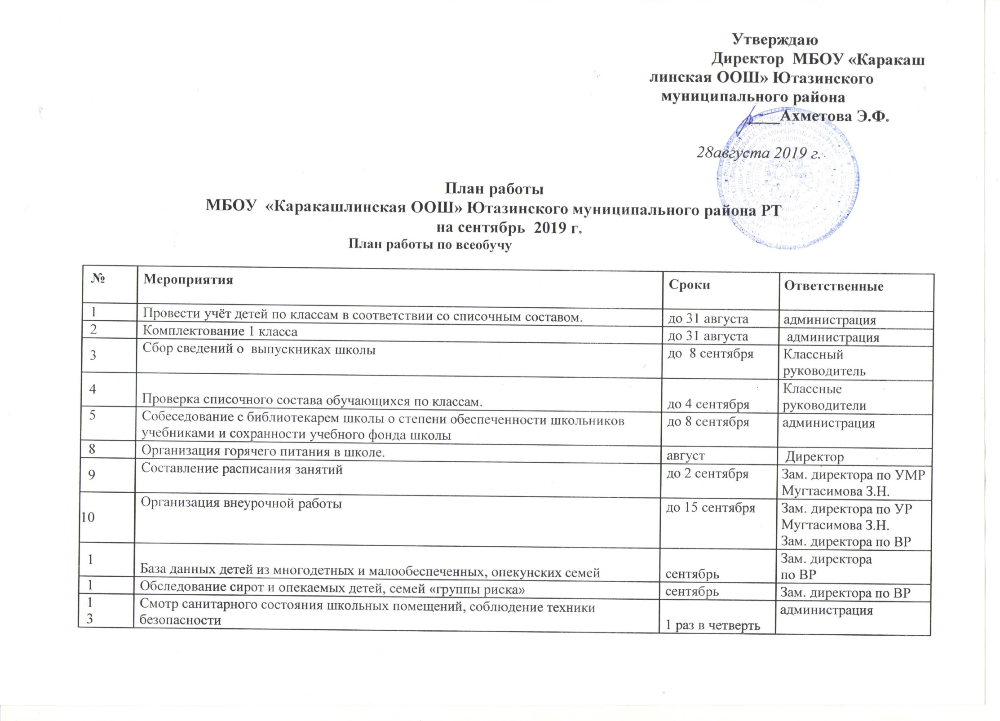 Утверждаю
Директор МБОУ «Каракаш
линская ООШ» Ютазинского
муниципального района
____Ахметова Э.Ф.
28августа 2019 г.
План работы
МБОУ «Каракашлинская ООШ» Ютазинского муниципального района РТ
на сентябрь 2019 г.
План работы по всеобучу
№ Мероприятия Сроки Ответственные
1 Провести учёт детей по классам в соответствии со списочным составом. до 31 августа администрация
2 Комплектование 1 класса до 31 августа администрация
3 Сбор сведений о выпускниках школы до 8 сентября Классный
руководитель
4 Проверка списочного состава обучающихся по классам. до 4 сентября Классные
руководители
5 Собеседование с библиотекарем школы о степени обеспеченности школьников
учебниками и сохранности учебного фонда школы до 8 сентября администрация
8 Организация горячего питания в школе. август Директор
9 Составление расписания занятий до 2 сентября Зам. директора по УМР
Мугтасимова З.Н.
10 Организация внеурочной работы до 15 сентября Зам. директора по УР
Мугтасимова З.Н.
Зам. директора по ВР
1 База данных детей из многодетных и малообеспеченных, опекунских семей сентябрь Зам. директора
по ВР
1 Обследование сирот и опекаемых детей, семей «группы риска» сентябрь Зам. директора по ВР
1
3 Смотр санитарного состояния школьных помещений, соблюдение техники
безопасности 1 раз в четверть администрация